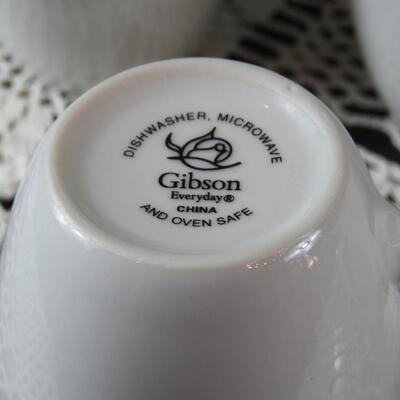 DISHWASHER, MICROWAVE
Gibson
Everyday®
CHINA
AND OVEN SAFE